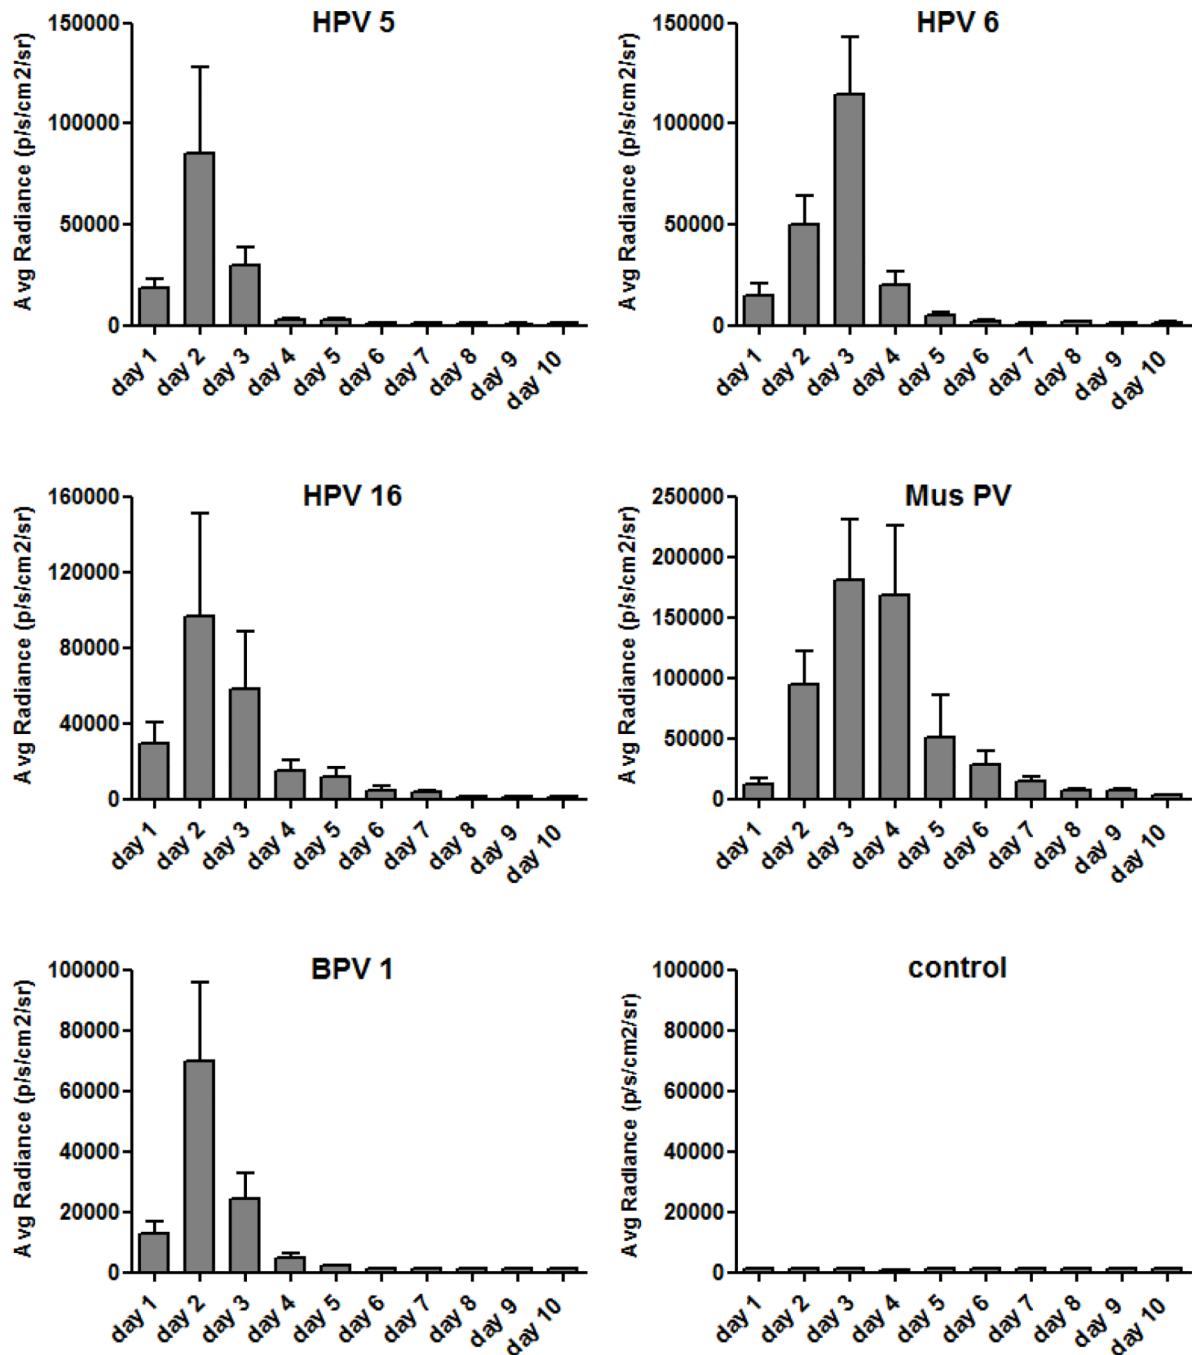 HPV 5
Avg Radiance (p/s/cm2/sr)
150000
100000
50000
0
day 1
day 2
day 3
day 4
day 5
day 6
day 7
day 8
day 9
day 10
HPV 6
Avg Radiance (p/s/cm2/sr)
150000
100000
50000
0
day 1
day 2
day 3
day 4
day 5
day 6
day 7
day 8
day 9
day 10
HPV 16
Avg Radiance (p/s/cm2/sr)
160000
120000
80000
40000
0
day 1
day 2
day 3
day 4
day 5
day 6
day 7
day 8
day 9
day 10
Mus PV
Avg Radiance (p/s/cm2/sr)
250000
200000
150000
100000
50000
0
day 1
day 2
day 3
day 4
day 5
day 6
day 7
day 8
day 9
day 10
BPV 1
Avg Radiance (p/s/cm2/sr)
100000
80000
60000
40000
20000
0
day 1
day 2
day 3
day 4
day 5
day 6
day 7
day 8
day 9
day 10
control
Avg Radiance (p/s/cm2/sr)
100000
80000
60000
40000
20000
0
day 1
day 2
day 3
day 4
day 5
day 6
day 7
day 8
day 9
day 10